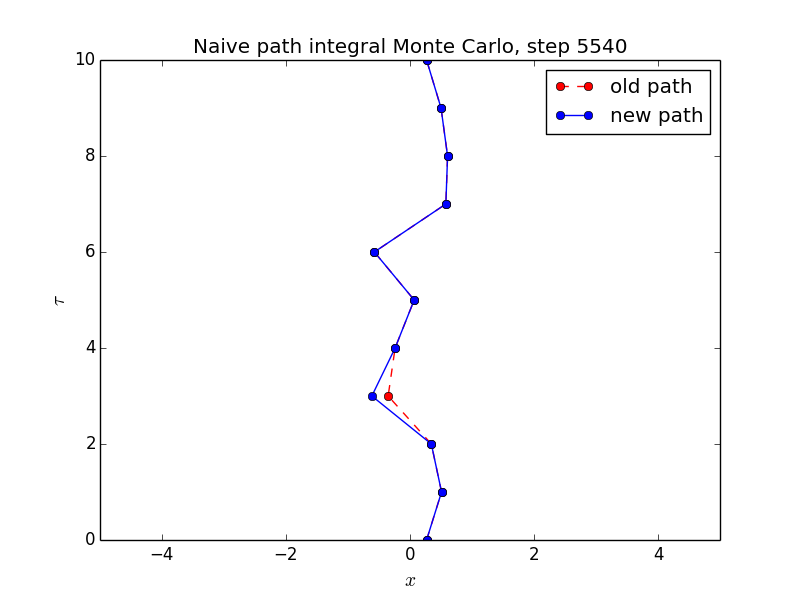 Naive path integral Monte Carlo, step 5540
old path
new path
10
8
6
4
2
0
τ
−4 −2 0 2 4
x